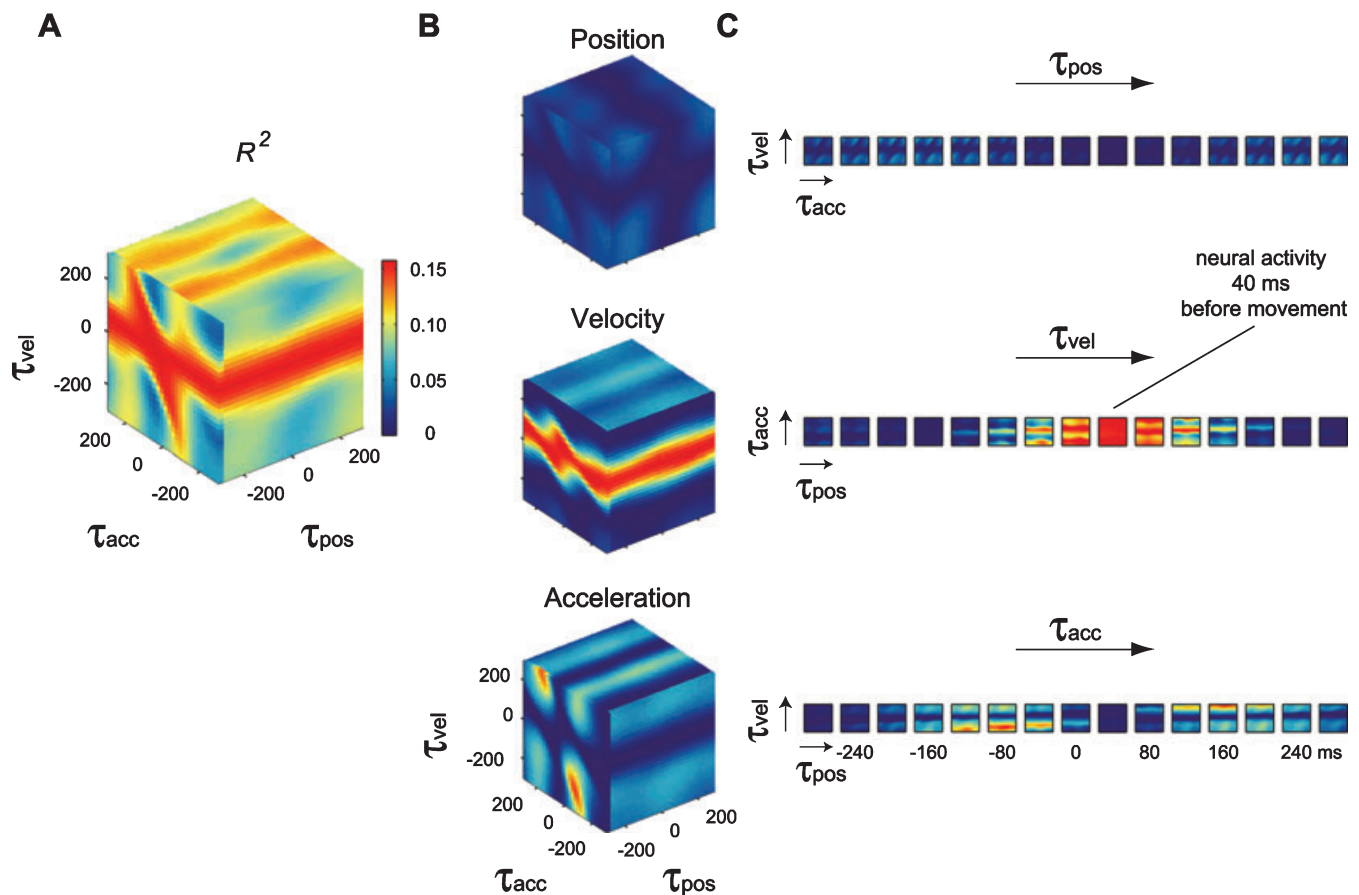 A
R²
200
0
-200
τvel
200
0
-200
τacc
-200
0
200
τpos
0.15
0.10
0.05
0
B
Position
Velocity
Acceleration
200
0
-200
τvel
200
0
-200
τacc
-200
0
200
τpos
C
τpos
τvel
τacc
neural activity
40 ms
before movement
τvel
τacc
τpos
τacc
τvel
τpos
-240 -160 -80 0 80 160 240 ms